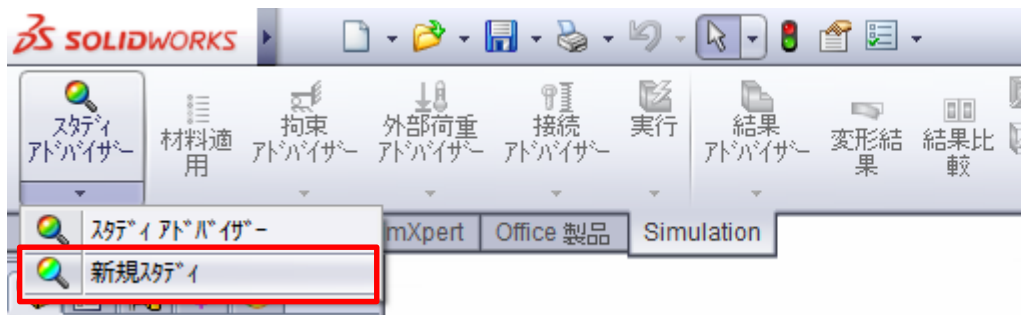 SOLIDWORKS
ｽﾀﾃﾞｨ
ｱﾄﾞﾊﾞｲｻﾞｰ
材料適
用
拘束
ｱﾄﾞﾊﾞｲｻﾞｰ
外部荷重
ｱﾄﾞﾊﾞｲｻﾞｰ
接続
ｱﾄﾞﾊﾞｲｻﾞｰ
実行
結果
ｱﾄﾞﾊﾞｲｻﾞｰ
変形結
果
結果比
較
ｽﾀﾃﾞｨ ｱﾄﾞﾊﾞｲｻﾞｰ
新規ｽﾀﾃﾞｨ
mXpert Office 製品 Simulation